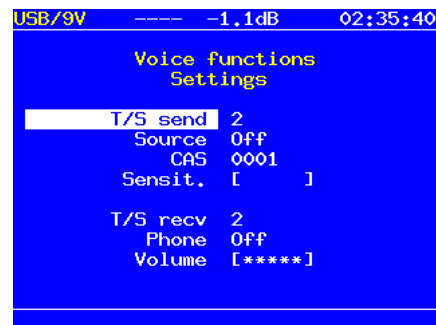 USB/9V ---- -1.1dB 02:35:40
Voice functions
Settings
T/S send 2
Source Off
CAS 0001
Sensit. [     ]
T/S recv 2
Phone Off
Volume [*****]